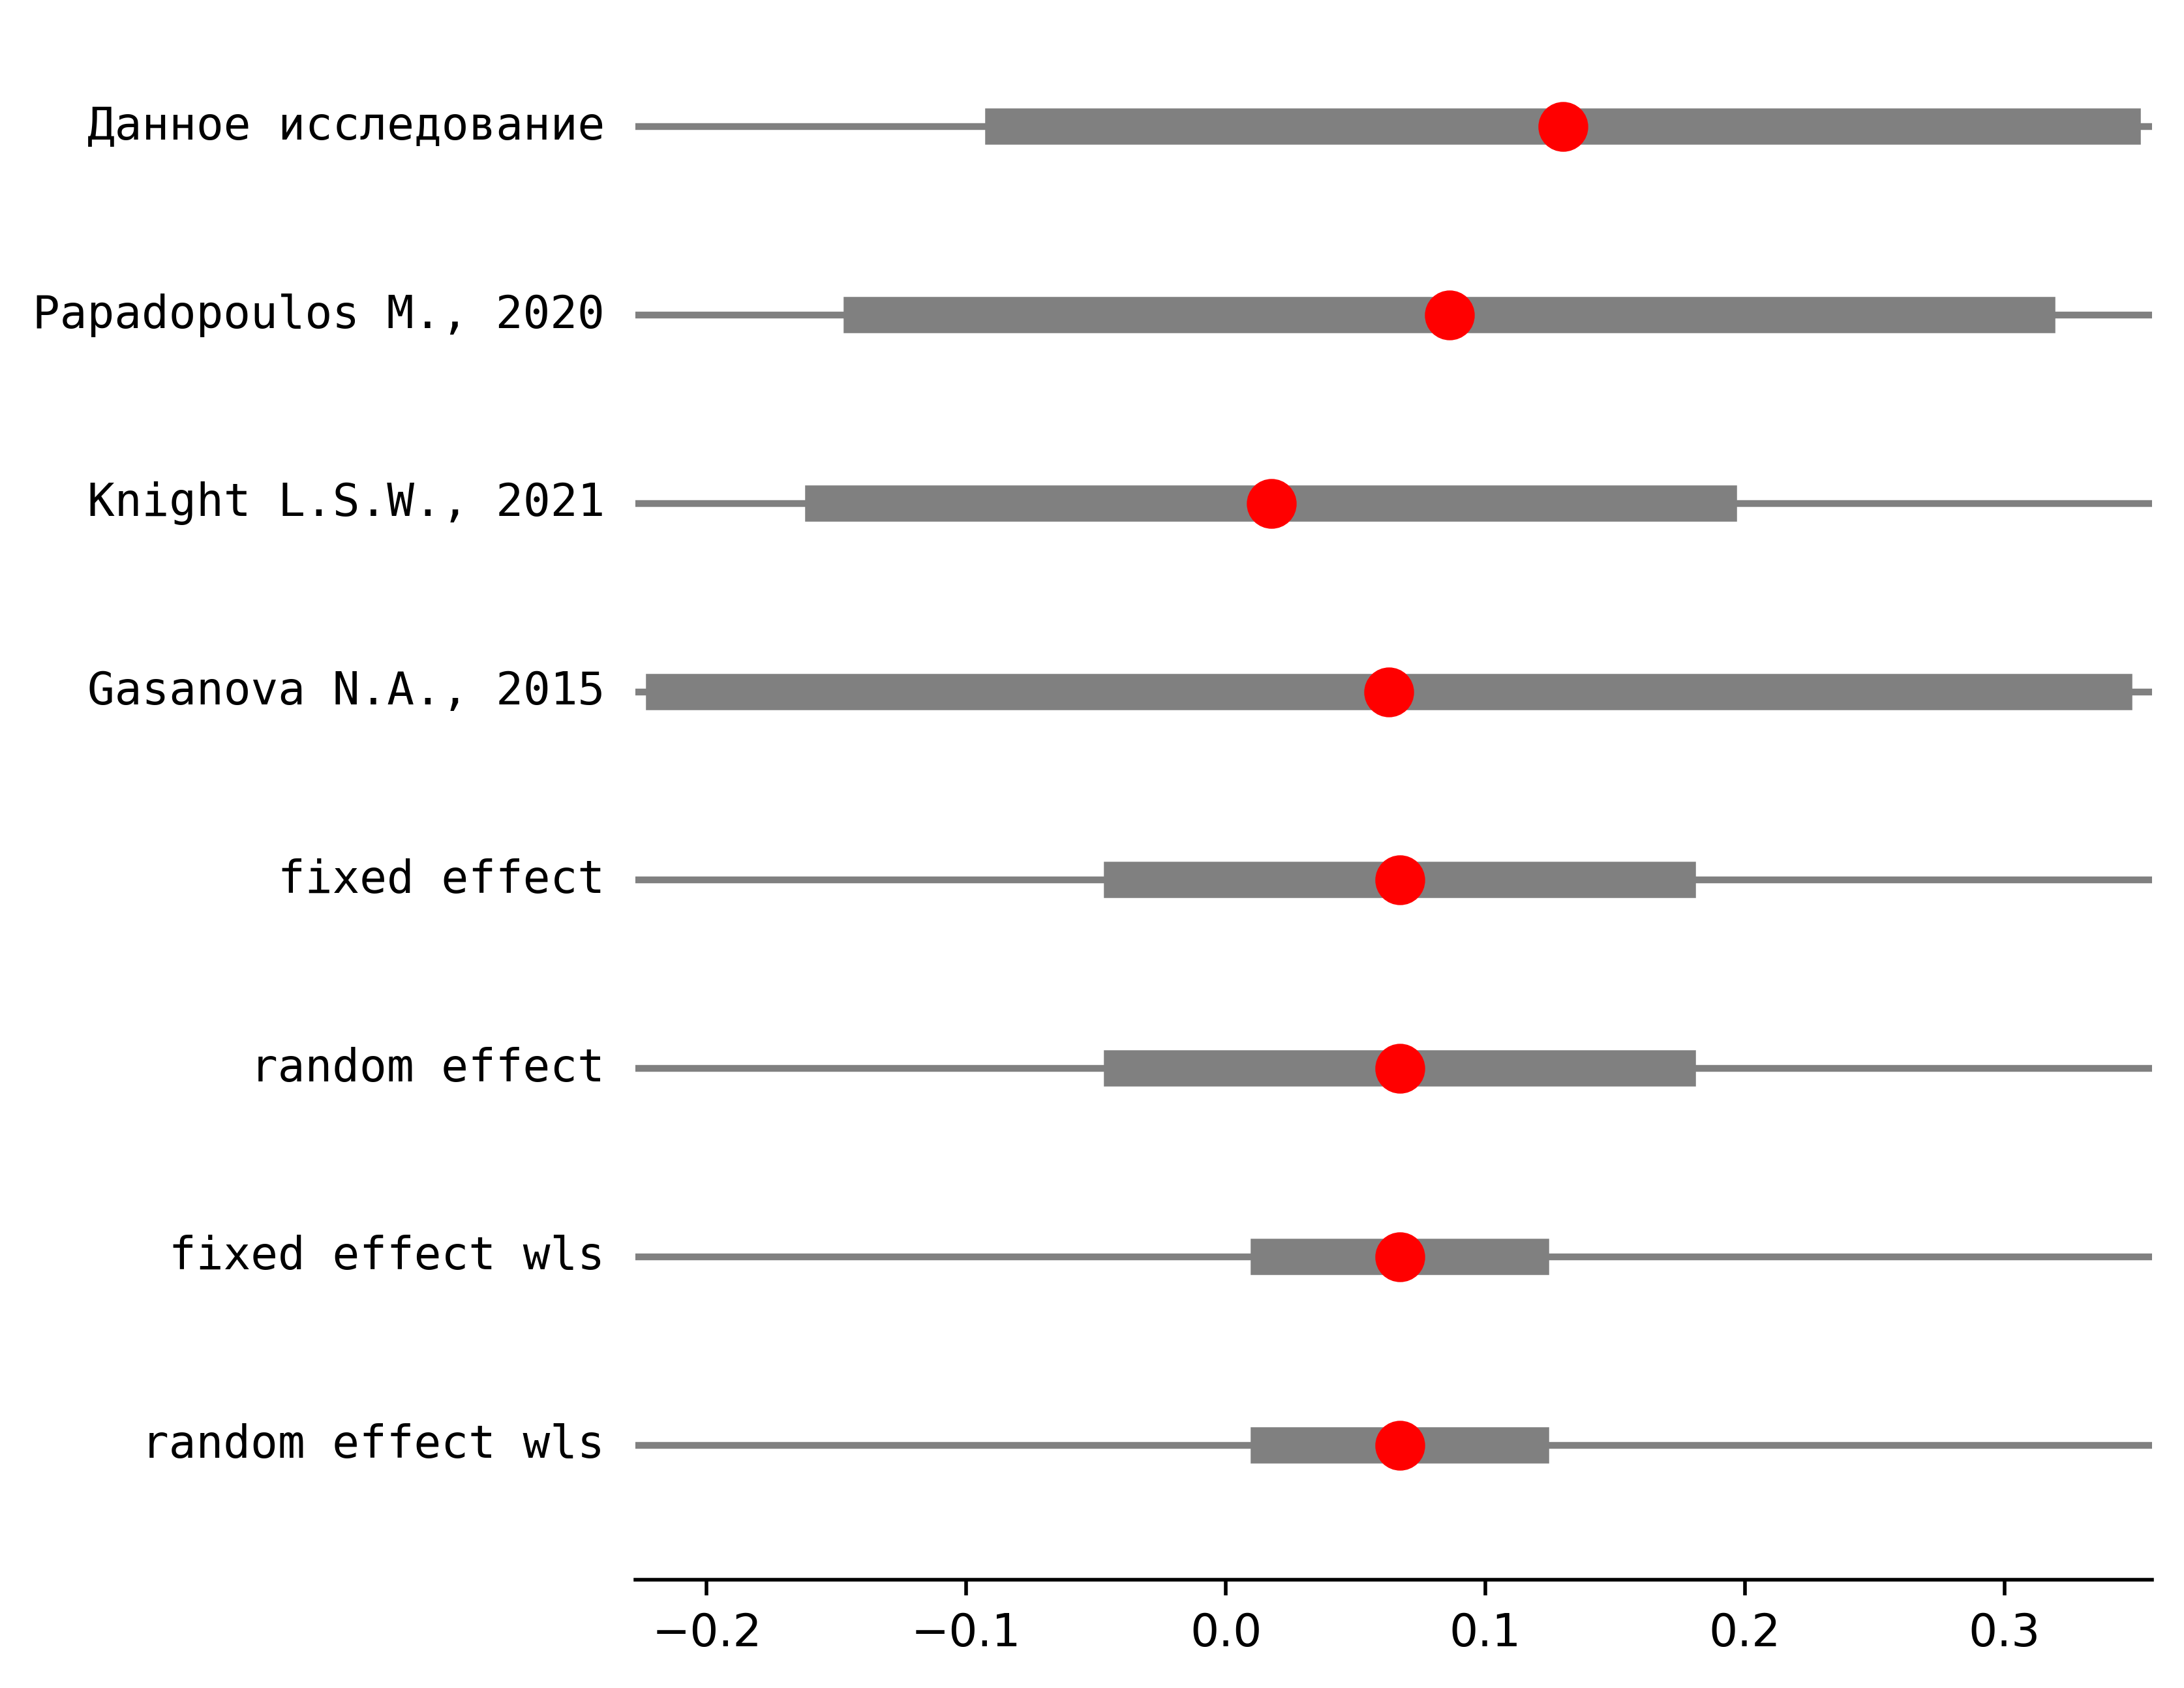 Данное исследование
Papadopoulos M., 2020
Knight L.S.W., 2021
Gasanova N.A., 2015
fixed effect
random effect
fixed effect wls
random effect wls
−0.2 −0.1 0.0 0.1 0.2 0.3